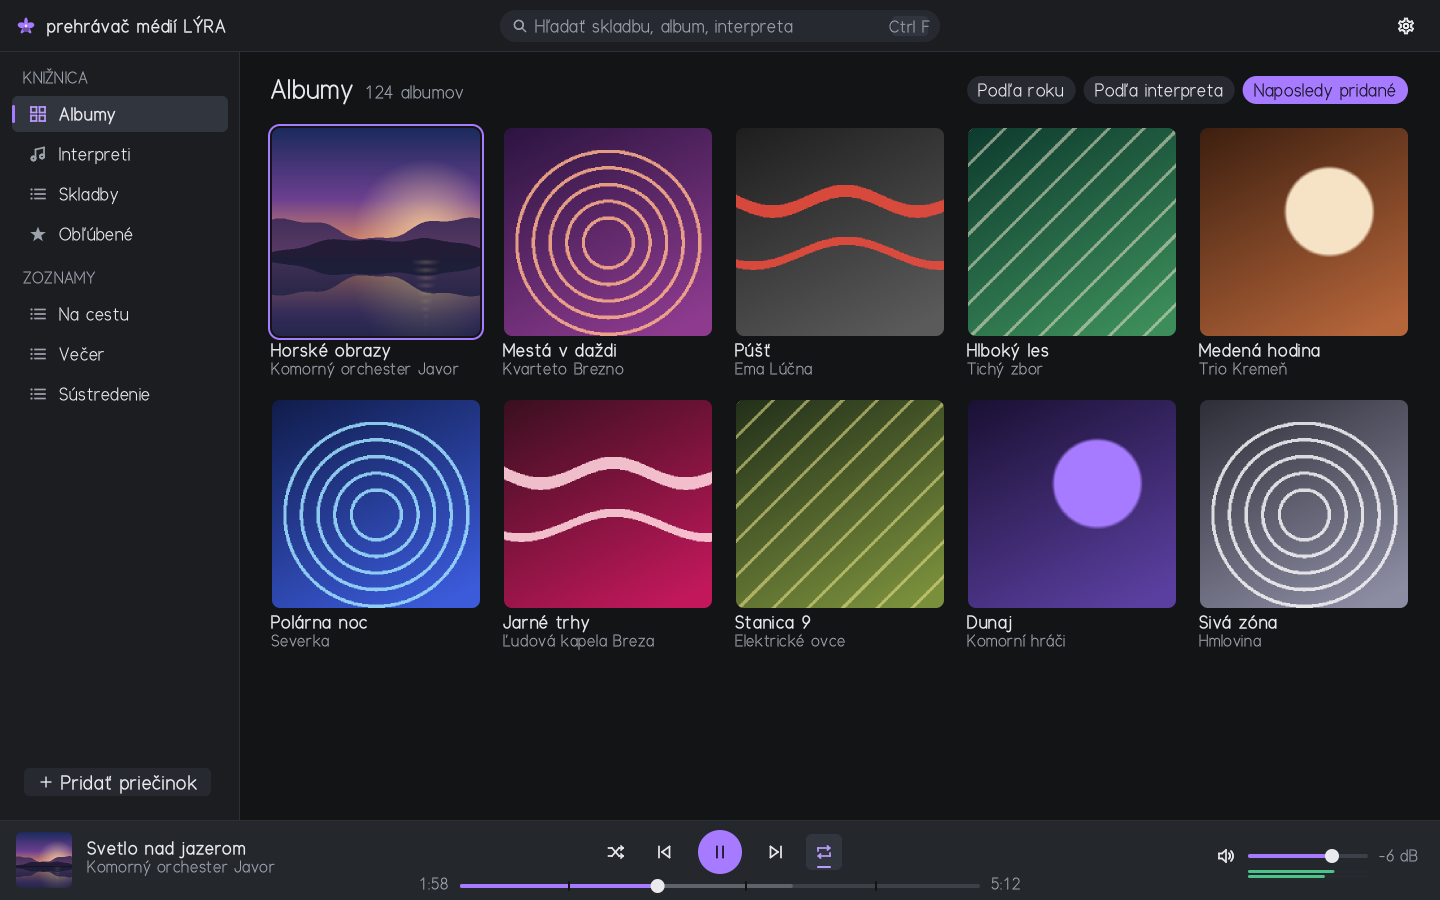 prehrávač médií LÝRA
Hľadať skladbu, album, interpreta
Ctrl F
KNIŽNICA
Albumy
Interpreti
Skladby
Obľúbené
ZOZNAMY
Na cestu
Večer
Sústredenie
+ Pridať priečinok
Albumy 124 albumov
Podľa roku
Podľa interpreta
Naposledy pridané
Horské obrazy
Komorný orchester Javor
Mestá v daždi
Kvarteto Brezno
Púšť
Ema Lúčna
Hlboký les
Tichý zbor
Medená hodina
Trio Kremeň
Polárna noc
Severka
Jarné trhy
Ľudová kapela Breza
Stanica 9
Elektrické ovce
Dunaj
Komorní hráči
Sivá zóna
Hmlovina
Svetlo nad jazerom
Komorný orchester Javor
1:58
5:12
-6 dB